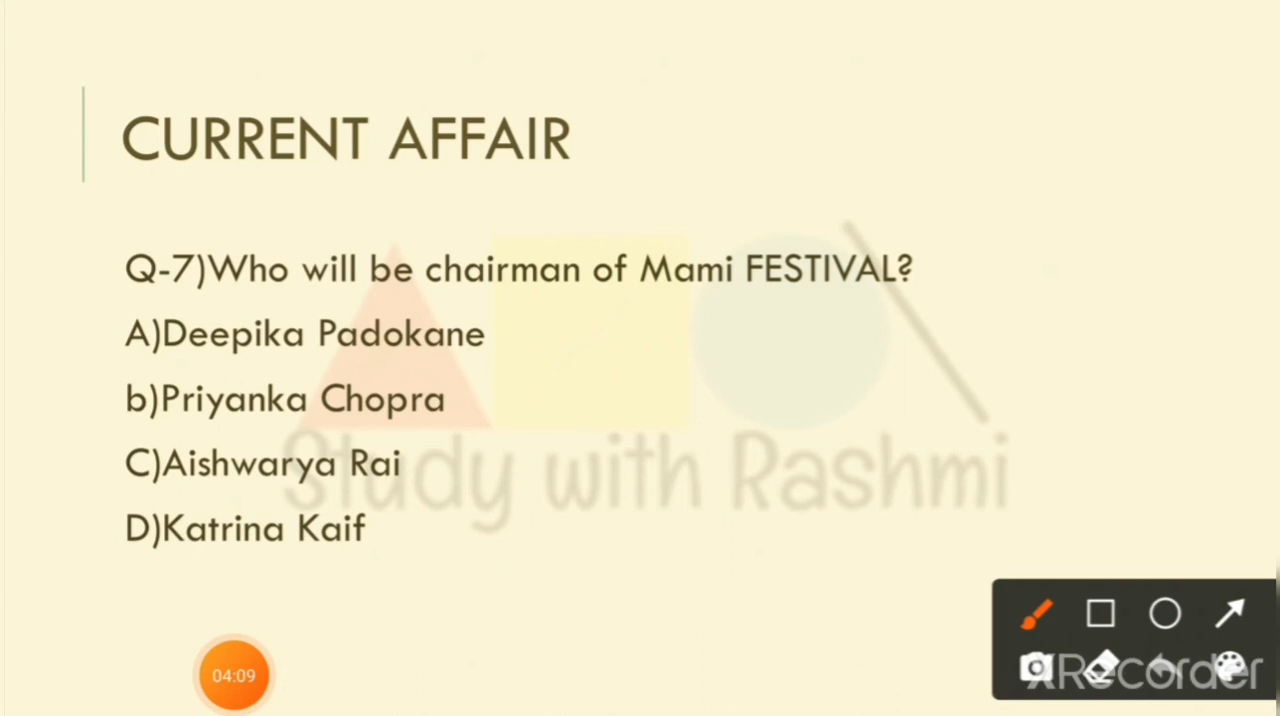 CURRENT AFFAIR
Q-7)Who will be chairman of Mami FESTIVAL?
A)Deepika Padokane
b)Priyanka Chopra
C)Aishwarya Rai
D)Katrina Kaif
Study with Rashmi
04:09
XRecorder